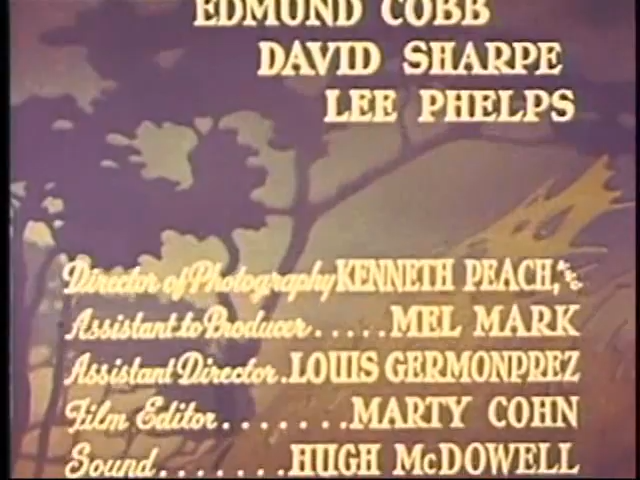 EDMUND COBB
DAVID SHARPE
LEE PHELPS
Director of Photography KENNETH PEACH, A.S.C.
Assistant to Producer.....MEL MARK
Assistant Director.LOUIS GERMONPREZ
Film Editor.......MARTY COHN
Sound.......HUGH McDOWELL